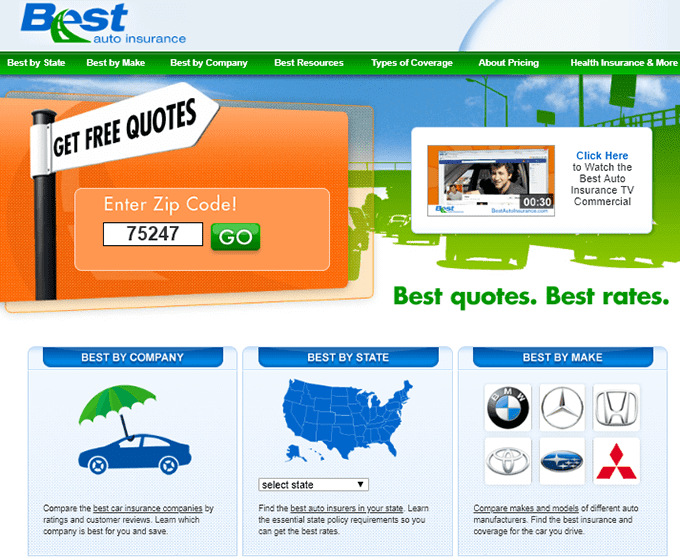 Best
auto insurance
Best by State Best by Make Best by Company Best Resources Types of Coverage About Pricing Health Insurance & More
GET FREE QUOTES
Enter Zip Code!
75247
GO
Click Here
to Watch the
Best Auto
Insurance TV
Commercial
00:30
Best
BestAutoInsurance.com
Best quotes. Best rates.
BEST BY COMPANY
Compare the best car insurance companies by
ratings and customer reviews. Learn which
company is best for you and save.
BEST BY STATE
select state
Find the best auto insurers in your state. Learn
the essential state policy requirements so you
can get the best rates.
BEST BY MAKE
BMW
Compare makes and models of different auto
manufacturers. Find the best insurance and
coverage for the car you drive.